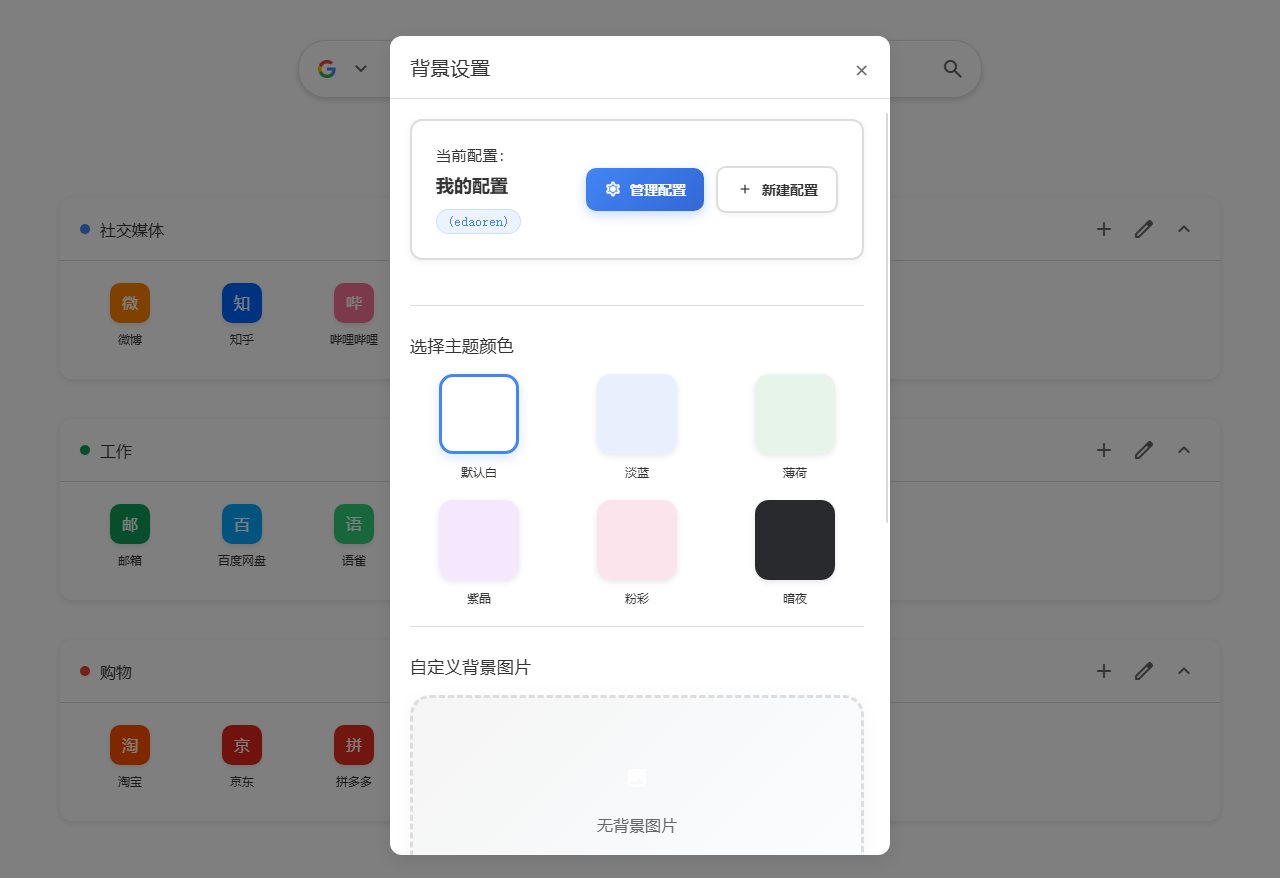 背景设置
×
当前配置:
我的配置
(edaoren)
管理配置
+ 新建配置
社交媒体
微 知 哔
微博 知乎 哔哩哔哩
选择主题颜色
默认白 淡蓝 薄荷
工作
邮 百 语
邮箱 百度网盘 语雀
紫晶 粉彩 暗夜
购物
自定义背景图片
淘 京 拼
淘宝 京东 拼多多
无背景图片